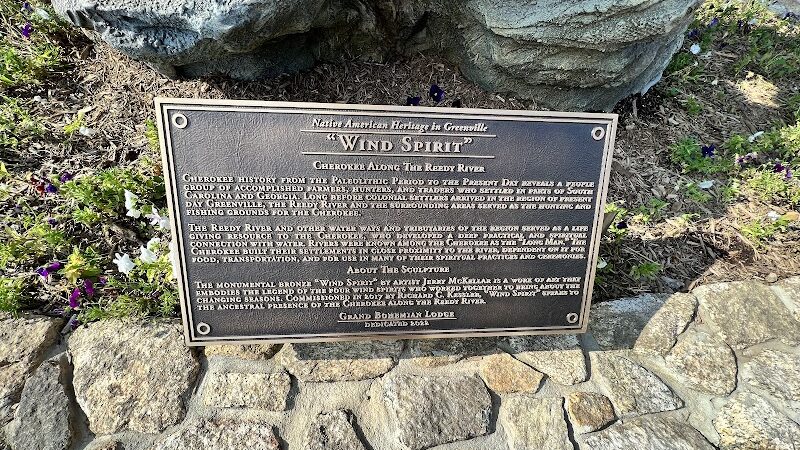 Native American Heritage in Greenville
"Wind Spirit"
Cherokee Along The Reedy River
Cherokee history from the Paleolithic Period to the Present Day reveals a people
group of accomplished farmers, hunters, and traders who settled in parts of South
Carolina and Georgia. Long before colonial settlers arrived in the region of present
day Greenville, the Reedy River and the surrounding areas served as the hunting and
fishing grounds for the Cherokee.
The Reedy River and other water ways and tributaries of the region served as a life
giving resource to the Cherokee, who developed a deep practical and spiritual
connection with water. Rivers were known among the Cherokee as the "Long Man." The
Cherokee built their settlements in close proximity to the river, dependent on it for
food, transportation, and for use in many of their spiritual practices and ceremonies.
About The Sculpture
The monumental bronze "Wind Spirit" by artist Jerry McKellar is a work of art that
embodies the legend of the four wind spirits who worked together to bring about the
changing seasons. Commissioned in 2017 by Richard C. Kessler, "Wind Spirit" speaks to
the ancestral presence of the Cherokee along the Reedy River.
Grand Bohemian Lodge
Dedicated 2022